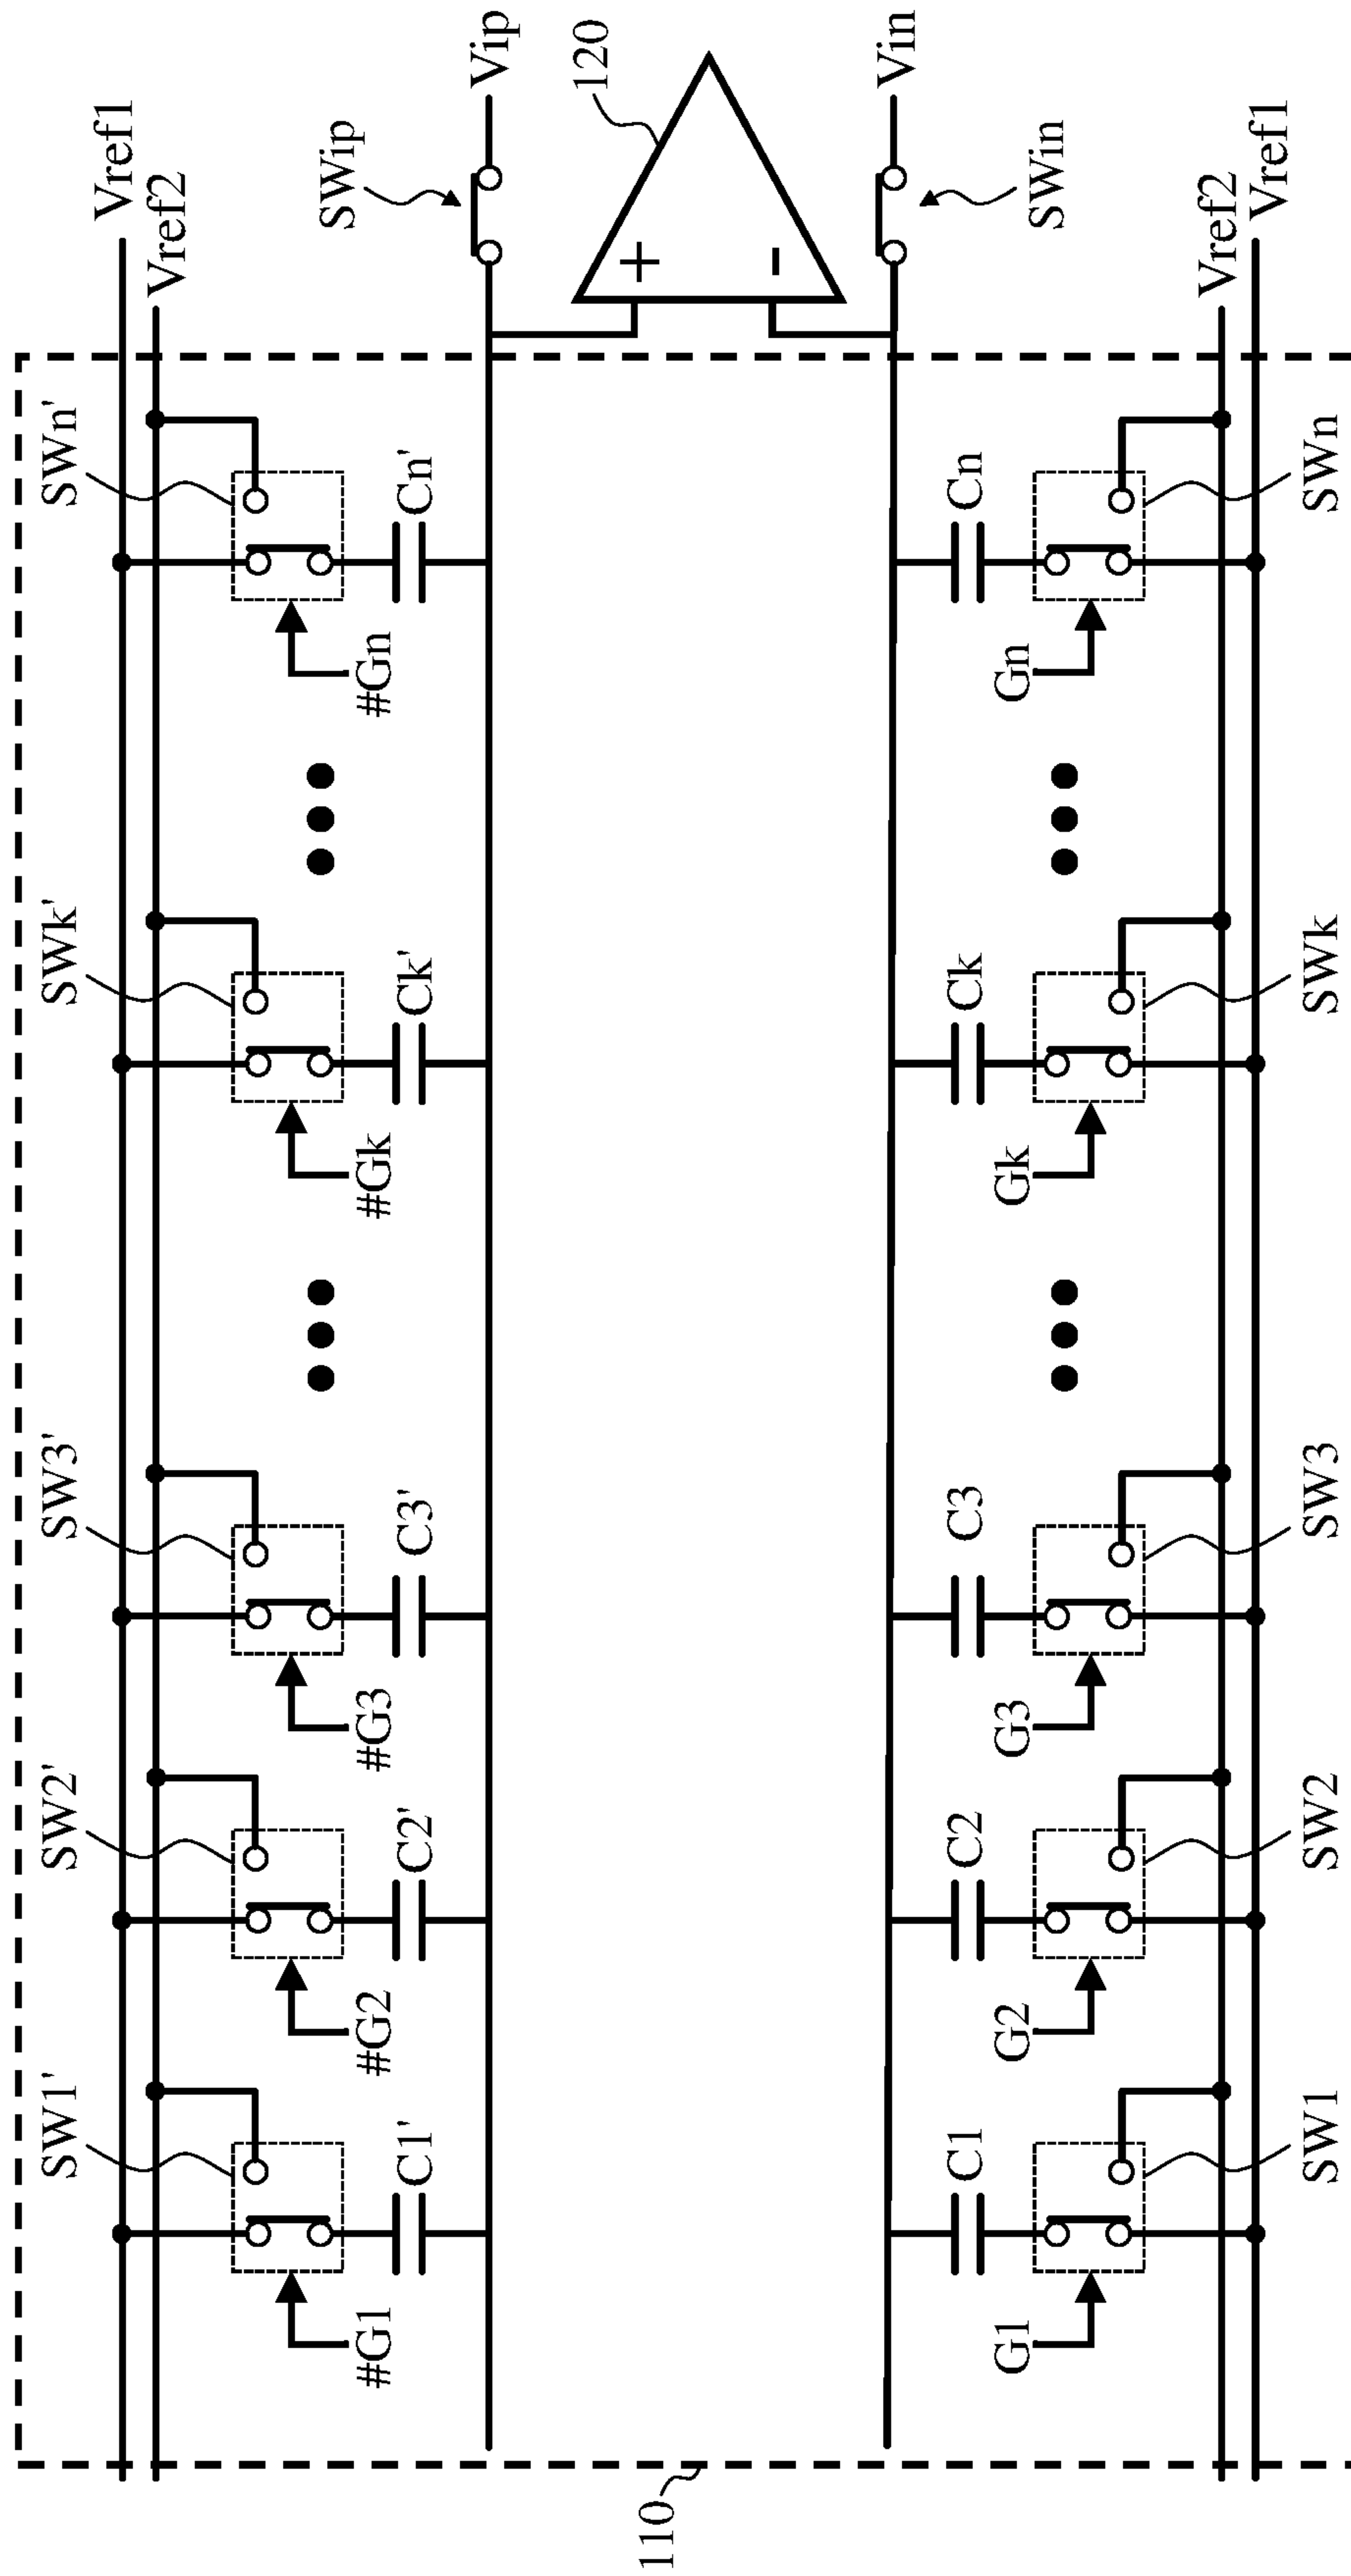 Vref1
Vref2
SW1'
SW2'
SW3'
SWk'
SWn'
#G1
#G2
#G3
#Gk
#Gn
C1'
C2'
C3'
Ck'
Cn'
SWip
Vip
110
120
+
-
Vin
SWin
C1
C2
C3
Ck
Cn
G1
G2
G3
Gk
Gn
Vref2
Vref1
SW1
SW2
SW3
SWk
SWn